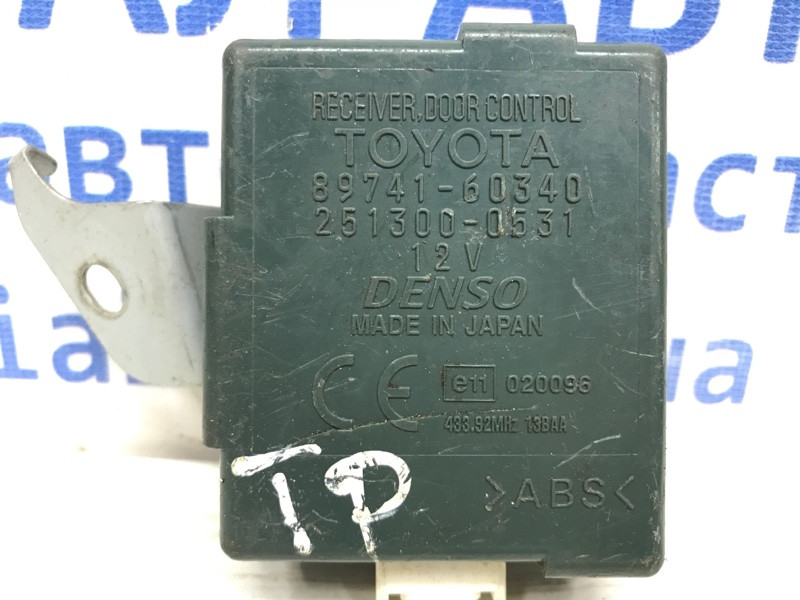 RECEIVER, DOOR CONTROL
TOYOTA
89741-60340
251300-0531
12V
DENSO
MADE IN JAPAN
CE e11 020096
433.92MHz 13BAA
>ABS<
TP